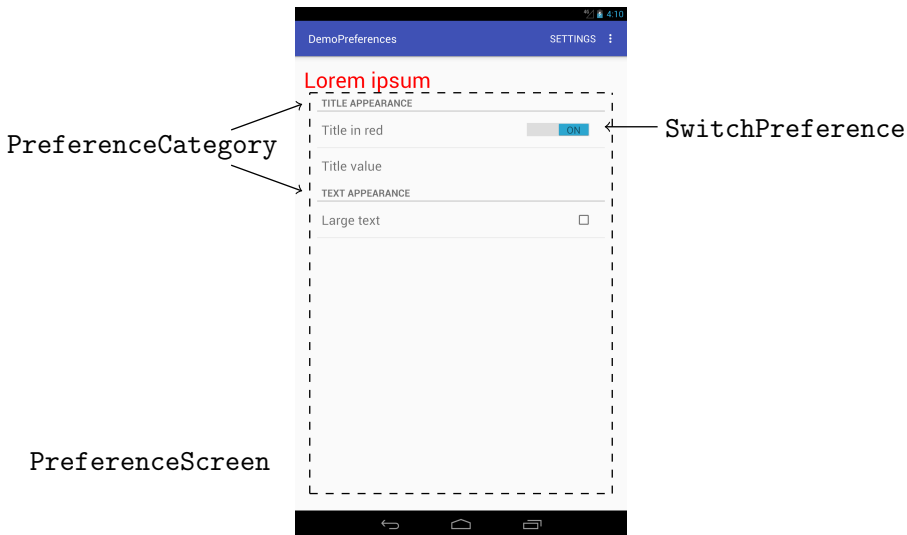 4:10
DemoPreferences SETTINGS
Lorem ipsum
TITLE APPEARANCE
Title in red ON
Title value
TEXT APPEARANCE
Large text
PreferenceCategory
SwitchPreference
PreferenceScreen